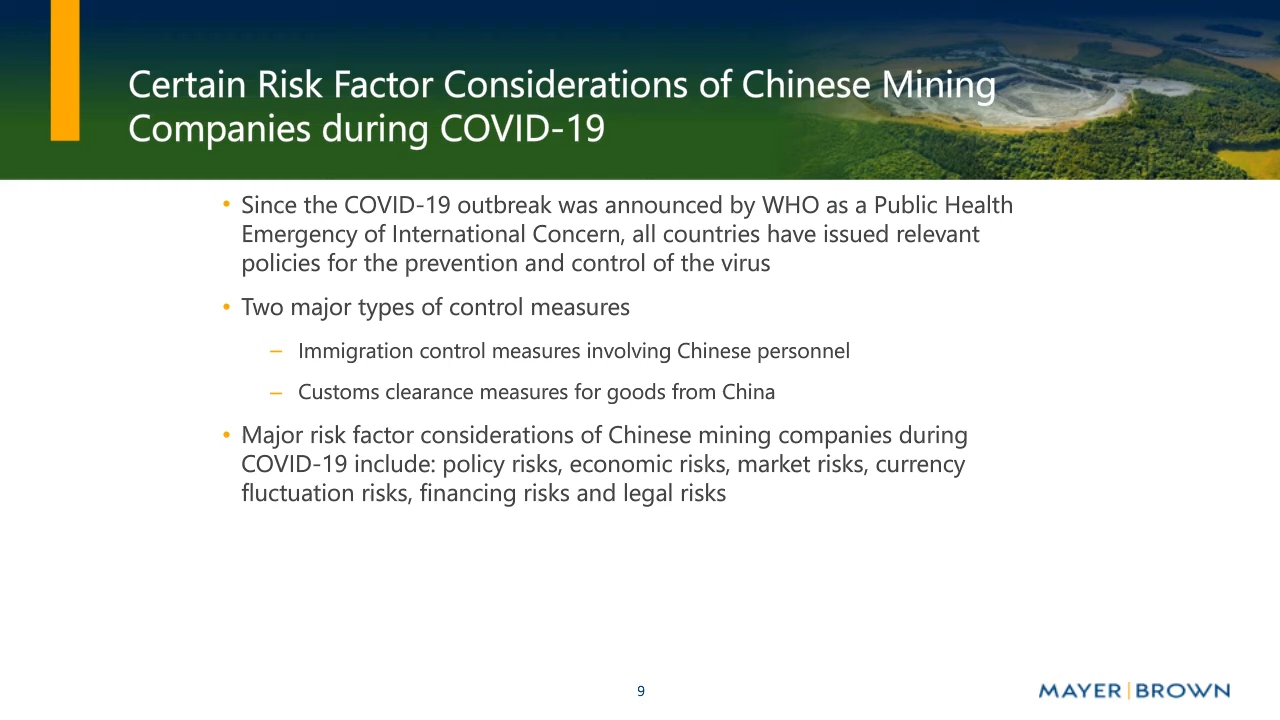 Certain Risk Factor Considerations of Chinese Mining
Companies during COVID-19
• Since the COVID-19 outbreak was announced by WHO as a Public Health
Emergency of International Concern, all countries have issued relevant
policies for the prevention and control of the virus
• Two major types of control measures
– Immigration control measures involving Chinese personnel
– Customs clearance measures for goods from China
• Major risk factor considerations of Chinese mining companies during
COVID-19 include: policy risks, economic risks, market risks, currency
fluctuation risks, financing risks and legal risks
9
MAYER | BROWN